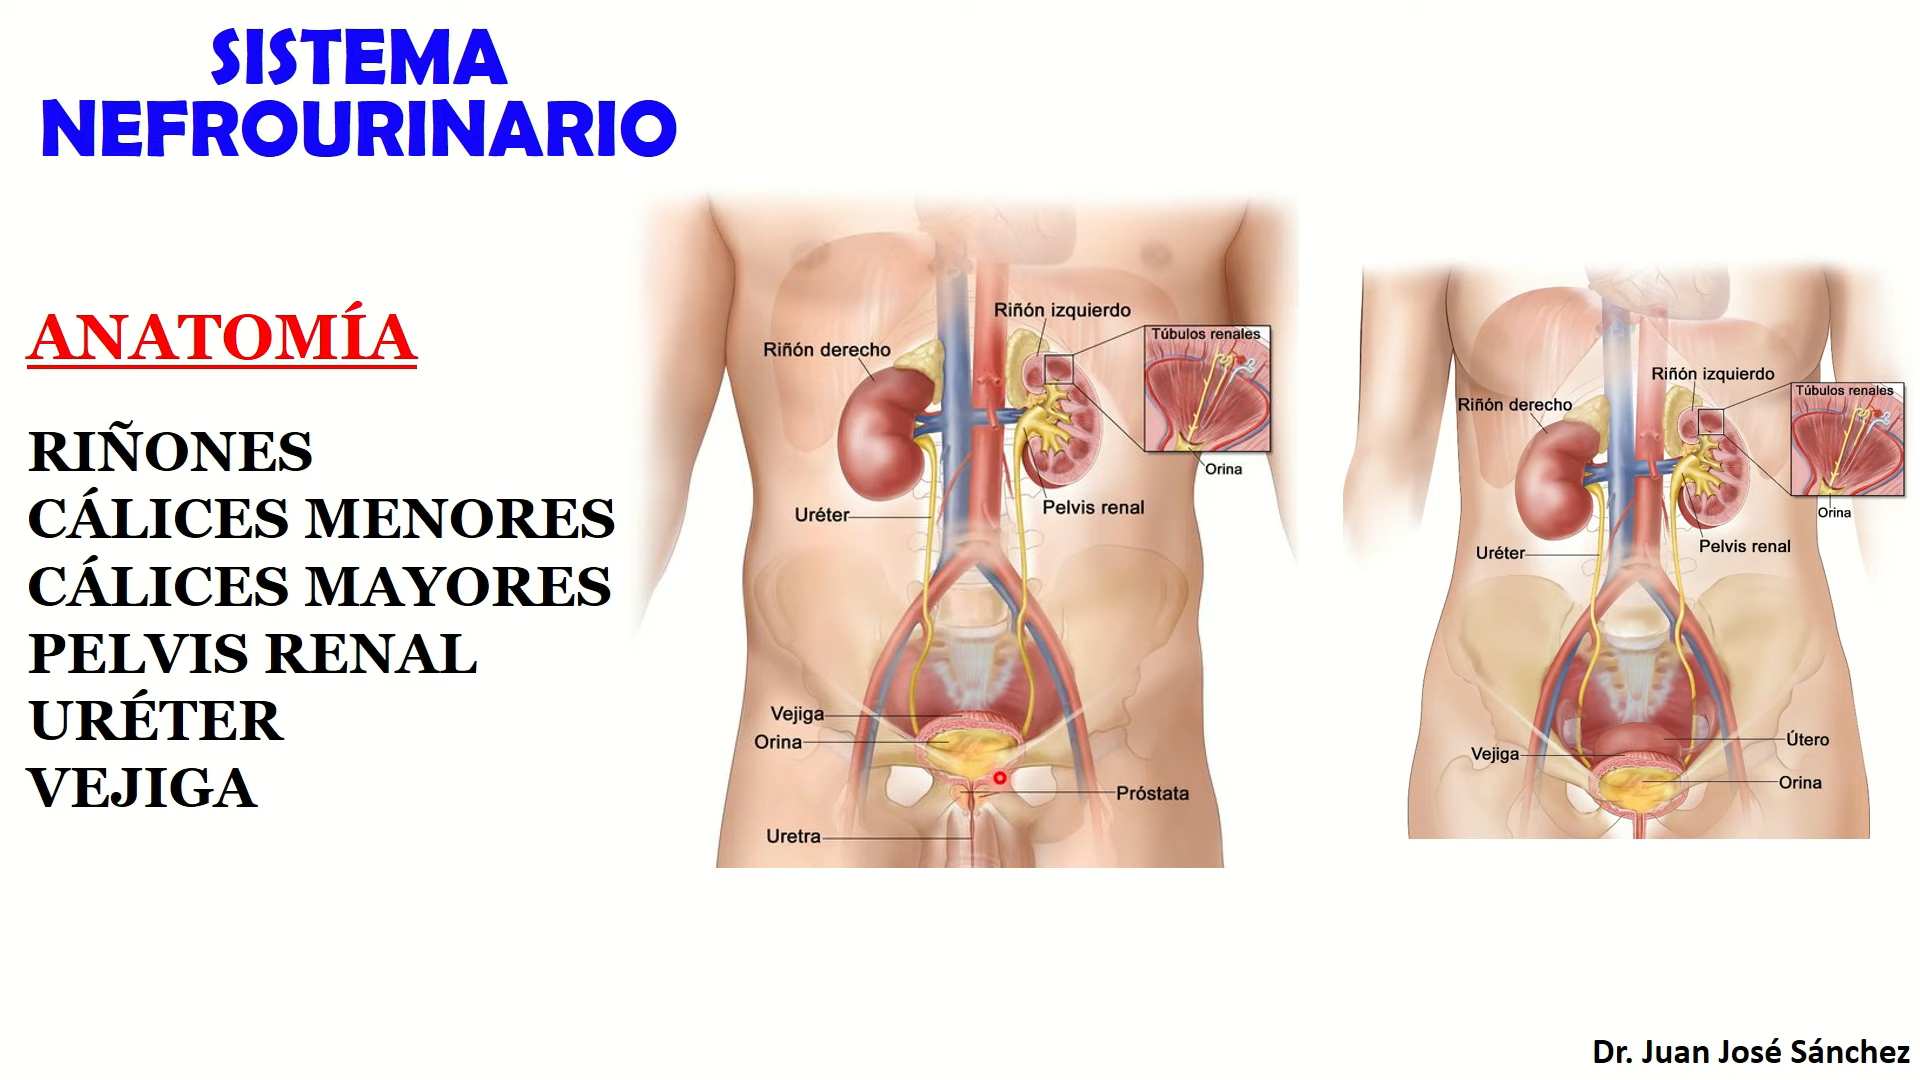 SISTEMA
NEFROURINARIO
ANATOMÍA
RIÑONES
CÁLICES MENORES
CÁLICES MAYORES
PELVIS RENAL
URÉTER
VEJIGA
Riñón izquierdo
Túbulos renales
Riñón derecho
Orina
Pelvis renal
Uréter
Vejiga
Orina
Próstata
Uretra
Riñón izquierdo
Túbulos renales
Riñón derecho
Orina
Pelvis renal
Uréter
Útero
Vejiga
Orina
Dr. Juan José Sánchez